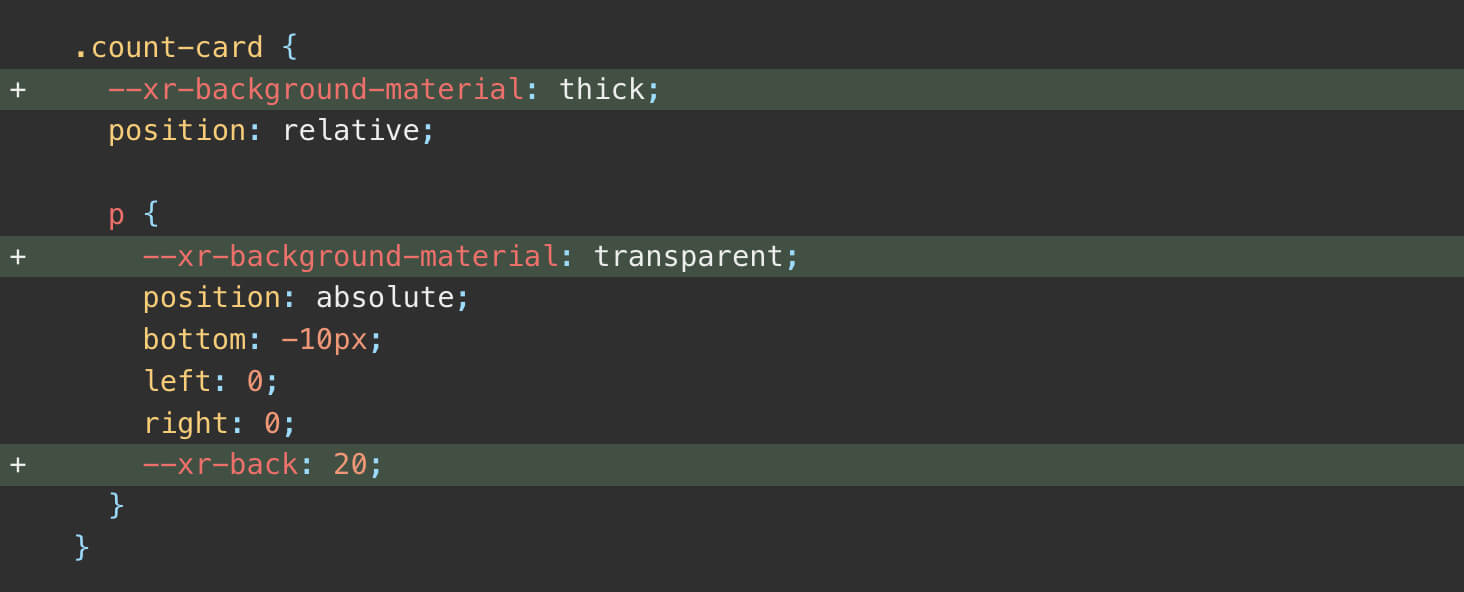 .count-card {
+ --xr-background-material: thick;
position: relative;
p {
+ --xr-background-material: transparent;
position: absolute;
bottom: -10px;
left: 0;
right: 0;
+ --xr-back: 20;
}
}